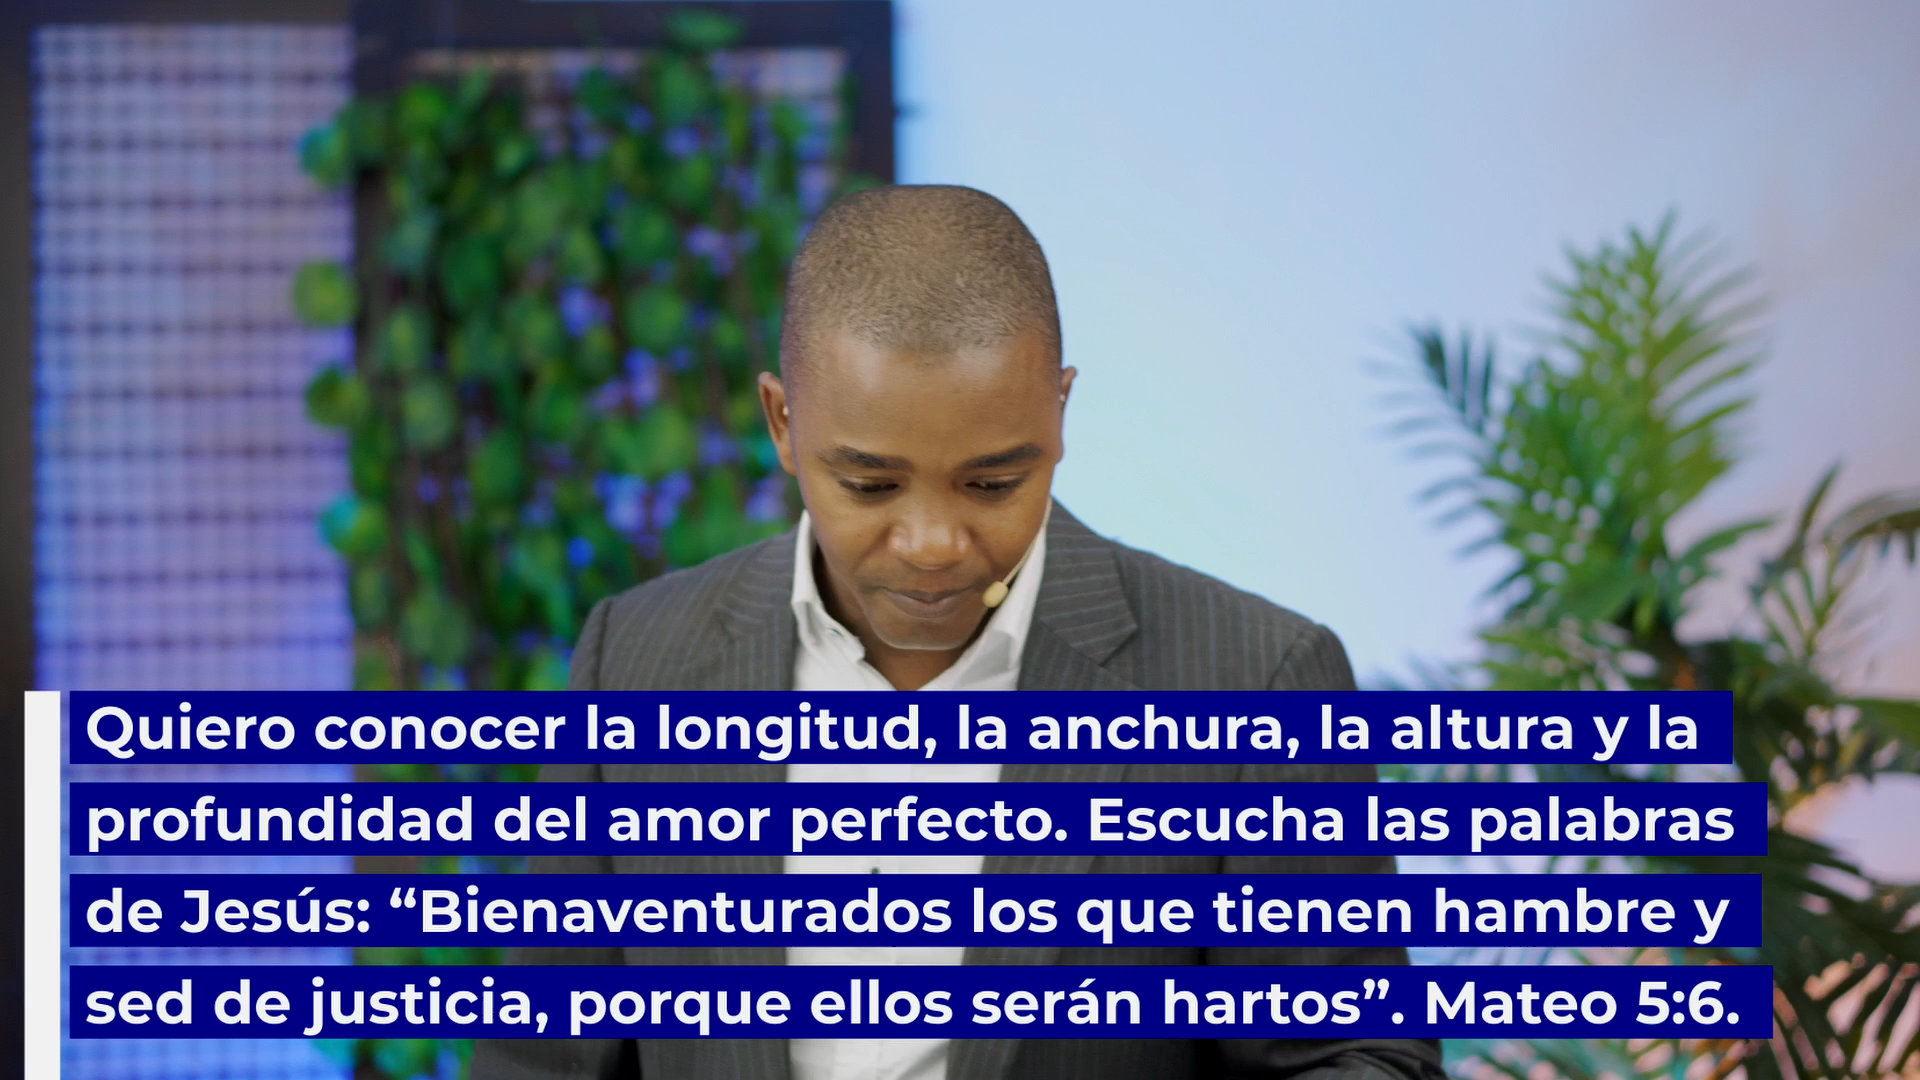 Quiero conocer la longitud, la anchura, la altura y la
profundidad del amor perfecto. Escucha las palabras
de Jesús: “Bienaventurados los que tienen hambre y
sed de justicia, porque ellos serán hartos”. Mateo 5:6.